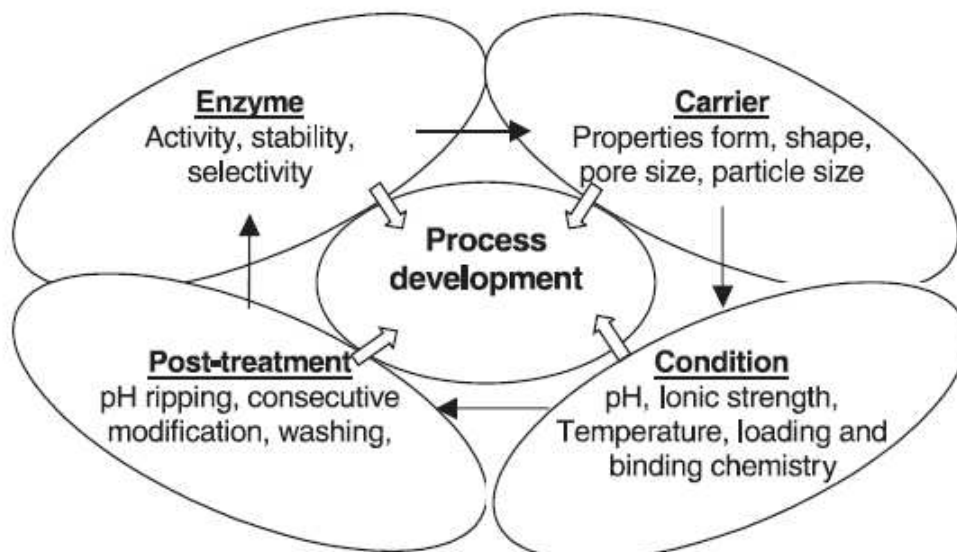 Enzyme
Activity, stability,
selectivity
Carrier
Properties form, shape,
pore size, particle size
Process
development
Post-treatment
pH ripping, consecutive
modification, washing,
Condition
pH, Ionic strength,
Temperature, loading and
binding chemistry